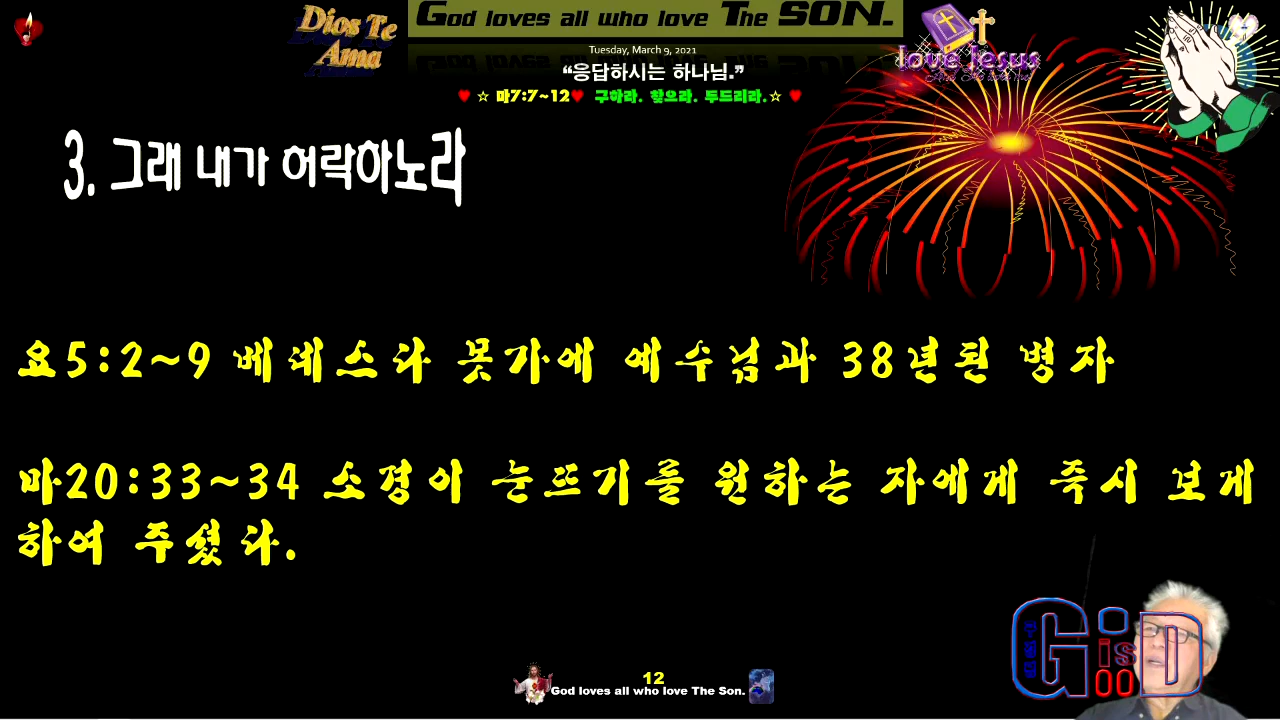 Dios Te
Ama
God loves all who love The SON.
Tuesday, March 9, 2021
“응답하시는 하나님.”
♥ ☆ 마7:7~12♥ 구하라. 찾으라. 두드리라.☆ ♥
love Jesus
3. 그래 내가 허락하노라
요5:2~9 베데스다 못가에 예수님과 38년된 병자
마20:33~34 소경이 눈뜨기를 원하는 자에게 즉시 보게
하여 주셨다.
G is D
12
God loves all who love The Son.